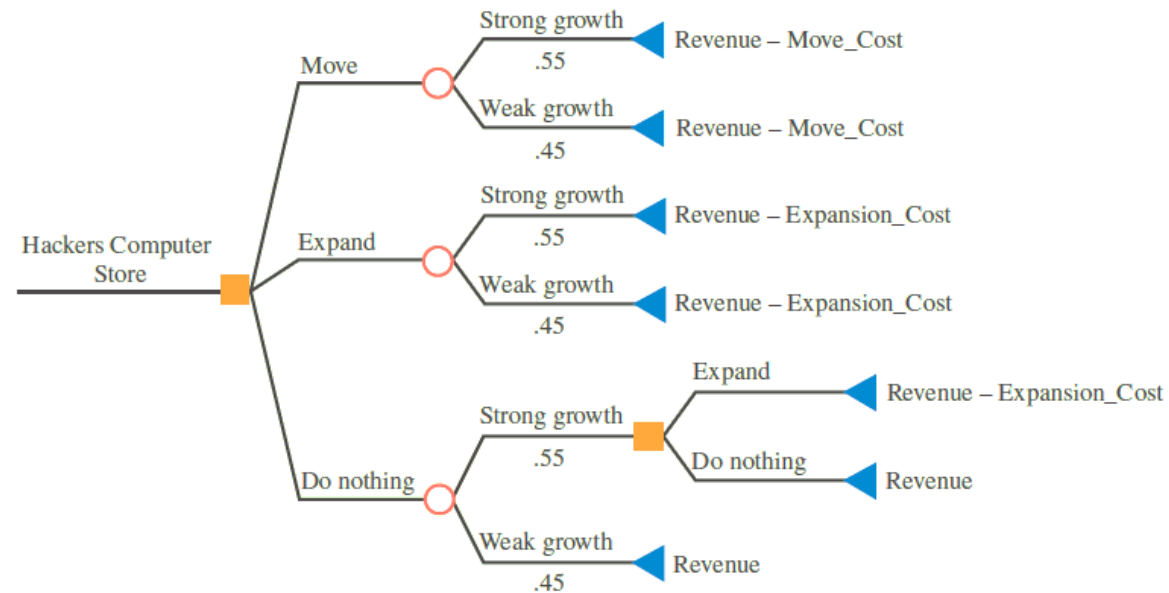 Strong growth
.55
Revenue – Move_Cost
Move
Weak growth
.45
Revenue – Move_Cost
Hackers Computer
Store
Expand
Strong growth
.55
Revenue – Expansion_Cost
Weak growth
.45
Revenue – Expansion_Cost
Do nothing
Strong growth
.55
Expand
Revenue – Expansion_Cost
Do nothing
Revenue
Weak growth
.45
Revenue